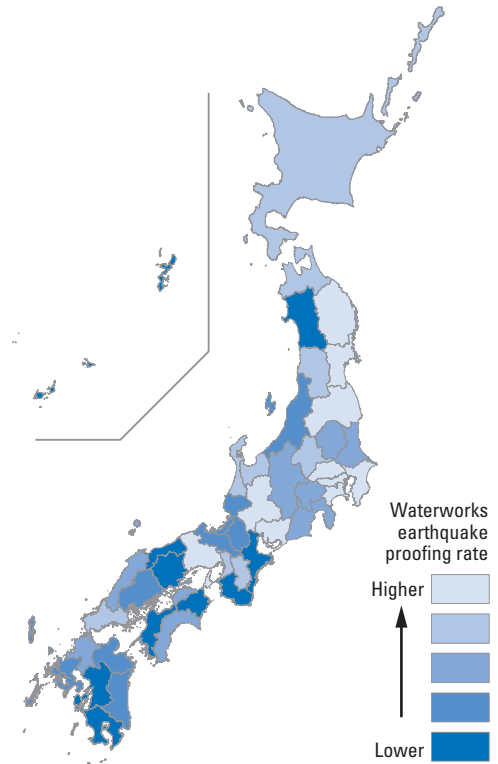 Waterworks
earthquake
proofing rate
Higher
Lower